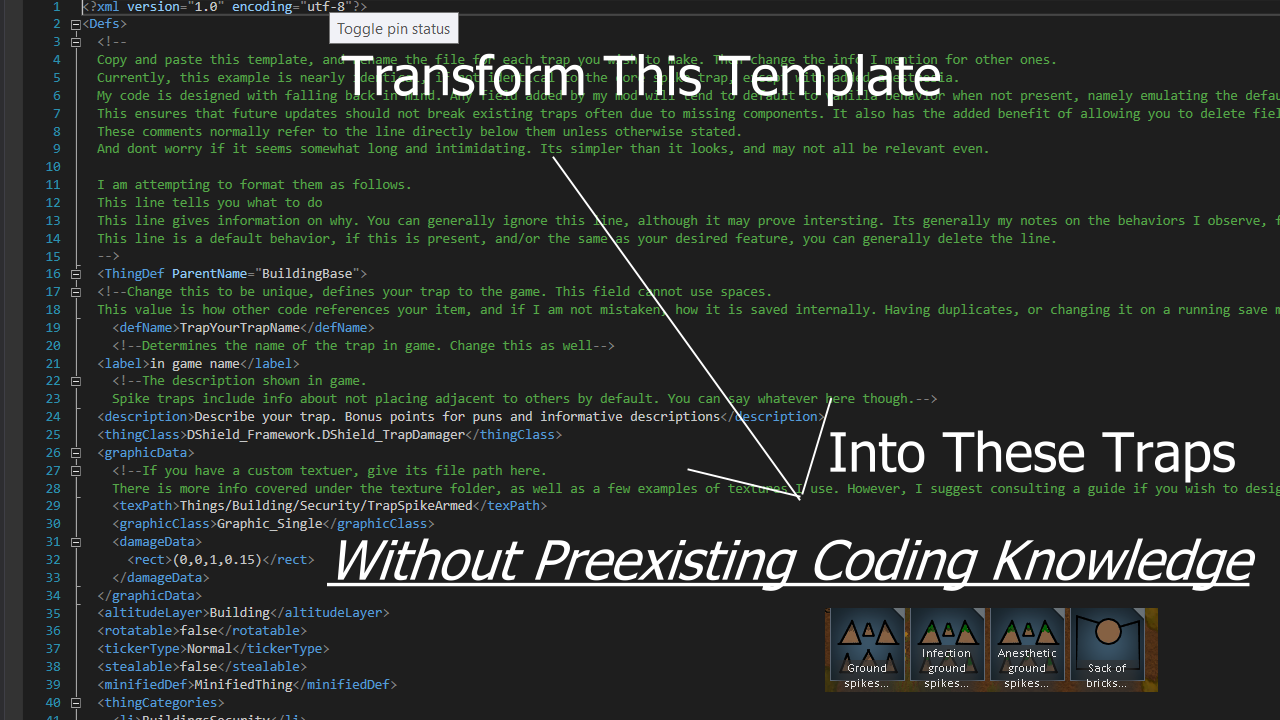 1 <?xml version="1.0" encoding="utf-8"?>
Toggle pin status
2 <Defs>
3 <!--
Transform This Template
4 Copy and paste this template, and rename the file for each trap you wish to make. Then change the info I mention for other ones.
5 Currently, this example is nearly identical if not identical to the core spike trap, except with added anesthesia.
6 My code is designed with falling back in mind. Any field added by my mod will tend to default to vanilla behavior when not present, namely emulating the defau
7 This ensures that future updates should not break existing traps often due to missing components. It also has the added benefit of allowing you to delete fiel
8 These comments normally refer to the line directly below them unless otherwise stated.
9 And dont worry if it seems somewhat long and intimidating. Its simpler than it looks, and may not all be relevant even.
10
11 I am attempting to format them as follows.
12 This line tells you what to do
13 This line gives information on why. You can generally ignore this line, although it may prove intersting. Its generally my notes on the behaviors I observe, f
14 This line is a default behavior, if this is present, and/or the same as your desired feature, you can generally delete the line.
15 -->
16 <ThingDef ParentName="BuildingBase">
17 <!--Change this to be unique, defines your trap to the game. This field cannot use spaces.
18 This value is how other code references your item, and if I am not mistaken, how it is saved internally. Having duplicates, or changing it on a running save m
19 <defName>TrapYourTrapName</defName>
20 <!--Determines the name of the trap in game. Change this as well-->
21 <label>in game name</label>
22 <!--The description shown in game.
23 Spike traps include info about not placing adjacent to others by default. You can say whatever here though.-->
24 <description>Describe your trap. Bonus points for puns and informative descriptions</description>
25 <thingClass>DShield_Framework.DShield_TrapDamager</thingClass>
26 <graphicData>
Into These Traps
27 <!--If you have a custom textuer, give its file path here.
28 There is more info covered under the texture folder, as well as a few examples of textures I use. However, I suggest consulting a guide if you wish to desig
29 <texPath>Things/Building/Security/TrapSpikeArmed</texPath>
30 <graphicClass>Graphic_Single</graphicClass>
31 <damageData>
32 <rect>(0,0,1,0.15)</rect>
Without Preexisting Coding Knowledge
33 </damageData>
34 </graphicData>
35 <altitudeLayer>Building</altitudeLayer>
36 <rotatable>false</rotatable>
37 <tickerType>Normal</tickerType>
38 <stealable>false</stealable>
39 <minifiedDef>MinifiedThing</minifiedDef>
40 <thingCategories>
41 <li>BuildingsSecurity</li>
Ground
spikes...
Infection
ground
spikes...
Anesthetic
ground
spikes...
Sack of
bricks...